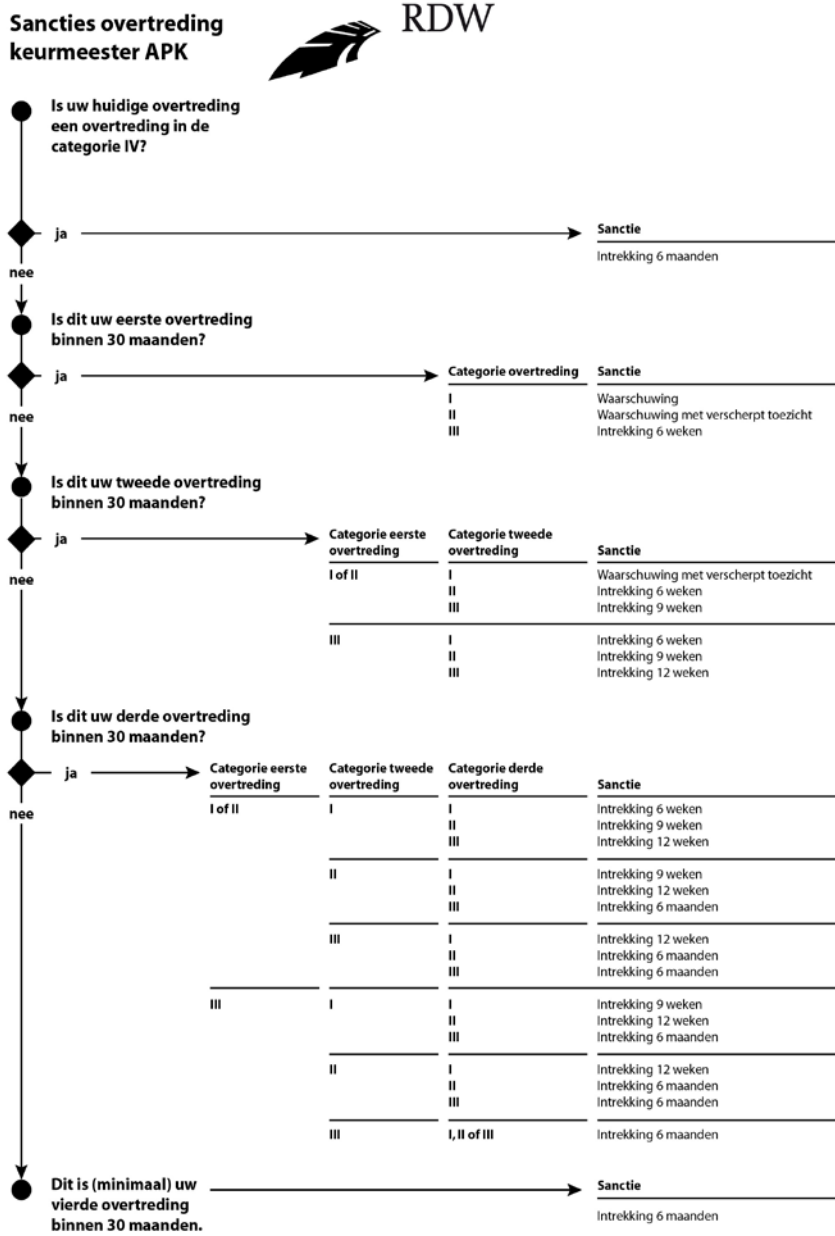 Sancties overtreding
keurmeester APK
RDW
Is uw huidige overtreding
een overtreding in de
categorie IV?
ja
Sanctie
Intrekking 6 maanden
nee
Is dit uw eerste overtreding
binnen 30 maanden?
ja
Categorie overtreding Sanctie
I Waarschuwing
II Waarschuwing met verscherpt toezicht
III Intrekking 6 weken
nee
Is dit uw tweede overtreding
binnen 30 maanden?
ja
Categorie eerste Categorie tweede
overtreding overtreding Sanctie
I of II I Waarschuwing met verscherpt toezicht
II Intrekking 6 weken
III Intrekking 9 weken
III I Intrekking 6 weken
II Intrekking 9 weken
III Intrekking 12 weken
nee
Is dit uw derde overtreding
binnen 30 maanden?
ja
Categorie eerste Categorie tweede Categorie derde
overtreding overtreding overtreding Sanctie
I of II I I Intrekking 6 weken
II Intrekking 9 weken
III Intrekking 12 weken
II I Intrekking 9 weken
II Intrekking 12 weken
III Intrekking 6 maanden
III I Intrekking 12 weken
II Intrekking 6 maanden
III Intrekking 6 maanden
III I I Intrekking 9 weken
II Intrekking 12 weken
III Intrekking 6 maanden
II I Intrekking 12 weken
II Intrekking 6 maanden
III Intrekking 6 maanden
III I, II of III Intrekking 6 maanden
nee
Dit is (minimaal) uw
vierde overtreding
binnen 30 maanden.
Sanctie
Intrekking 6 maanden